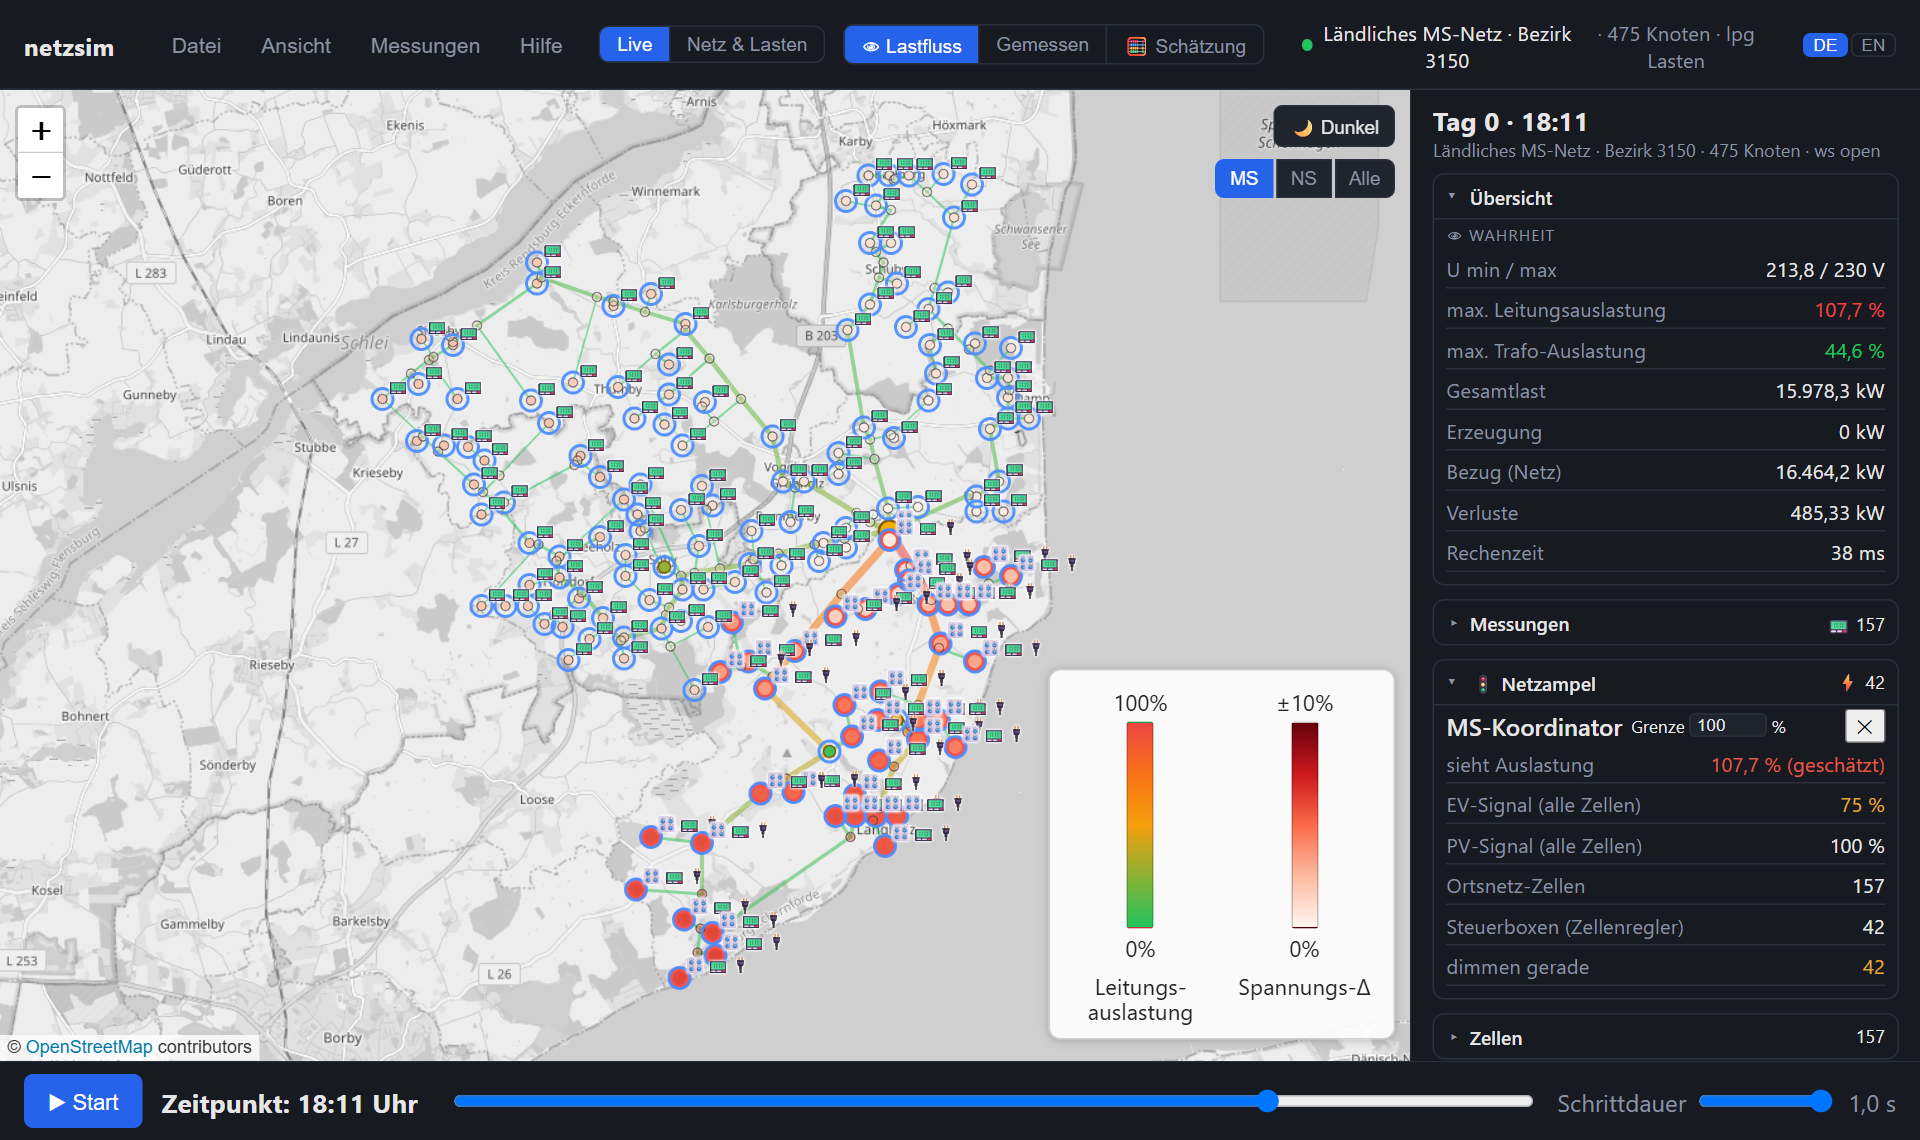 netzsim
Datei
Ansicht
Messungen
Hilfe
Live
Netz & Lasten
Lastfluss
Gemessen
Schätzung
Ländliches MS-Netz · Bezirk
3150
· 475 Knoten · lpg
Lasten
DE
EN
+
−
Dunkel
MS
NS
Alle
Arnis
Ekenis
Karby
Höxmark
Güderott
Nottfeld
Winnemark
Boren
Kreis Rendsburg Eckernförde
Schwansener
See
L 283
Karlsburgerholz
B 203
Lindau
Lindaunis
Schlei
Gunneby
Stubbe
Krieseby
Ulsnis
L 27
Kreis Schleswig-Flensburg
Rieseby
Bohnert
Sönderby
Loose
Kosel
Gammelby
Barkelsby
L 253
L 26
Borby
© OpenStreetMap contributors
100%
±10%
0%
0%
Leitungs-
auslastung
Spannungs-Δ
Tag 0 · 18:11
Ländliches MS-Netz · Bezirk 3150 · 475 Knoten · ws open
Übersicht
WAHRHEIT
U min / max 213,8 / 230 V
max. Leitungsauslastung 107,7 %
max. Trafo-Auslastung 44,6 %
Gesamtlast 15.978,3 kW
Erzeugung 0 kW
Bezug (Netz) 16.464,2 kW
Verluste 485,33 kW
Rechenzeit 38 ms
Messungen 157
Netzampel 42
MS-Koordinator Grenze 100 %
sieht Auslastung 107,7 % (geschätzt)
EV-Signal (alle Zellen) 75 %
PV-Signal (alle Zellen) 100 %
Ortsnetz-Zellen 157
Steuerboxen (Zellenregler) 42
dimmen gerade 42
Zellen 157
Start
Zeitpunkt: 18:11 Uhr
Schrittdauer
1,0 s